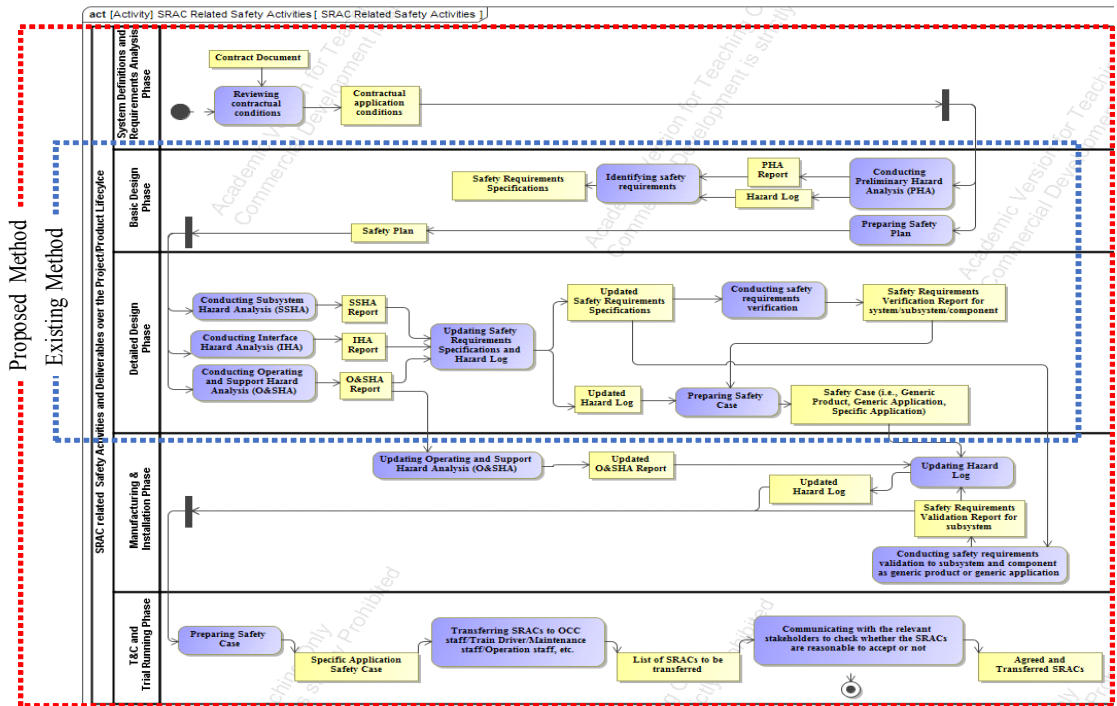 act [Activity] SRAC Related Safety Activities [ SRAC Related Safety Activities ]
Proposed Method
Existing Method
SRAC related Safety Activities and Deliverables over the Project/Product Lifecylce
System Definitions and
Requirements Analysis
Phase
Contract Document
Reviewing
contractual
conditions
Contractual
application
conditions
Basic Design
Phase
Safety Requirements
Specifications
Identifying safety
requirements
PHA
Report
Hazard Log
Conducting
Preliminary Hazard
Analysis (PHA)
Safety Plan
Preparing Safety
Plan
Detailed Design
Phase
Conducting Subsystem
Hazard Analysis (SSHA)
SSHA
Report
Conducting Interface
Hazard Analysis (IHA)
IHA
Report
Conducting Operating
and Support Hazard
Analysis (O&SHA)
O&SHA
Report
Updating Safety
Requirements
Specifications and
Hazard Log
Updated
Safety Requirements
Specifications
Conducting safety
requirements
verification
Safety Requirements
Verification Report for
system/subsystem/component
Updated
Hazard Log
Preparing Safety
Case
Safety Case (i.e., Generic
Product, Generic Application,
Specific Application)
Manufacturing &
Installation Phase
Updating Operating and Support
Hazard Analysis (O&SHA)
Updated
O&SHA Report
Updating Hazard
Log
Updated
Hazard Log
Safety Requirements
Validation Report for
subsystem
Conducting safety requirements
validation to subsystem and component
as generic product or generic application
T&C and
Trial Running Phase
Preparing Safety
Case
Specific Application
Safety Case
Transferring SRACs to OCC
staff/Train Driver/Maintenance
staff/Operation staff, etc.
List of SRACs to be
transferred
Communicating with the relevant
stakeholders to check whether the SRACs
are reasonable to accept or not
Agreed and
Transferred SRACs
Academic Version for Teaching
Commercial Development is